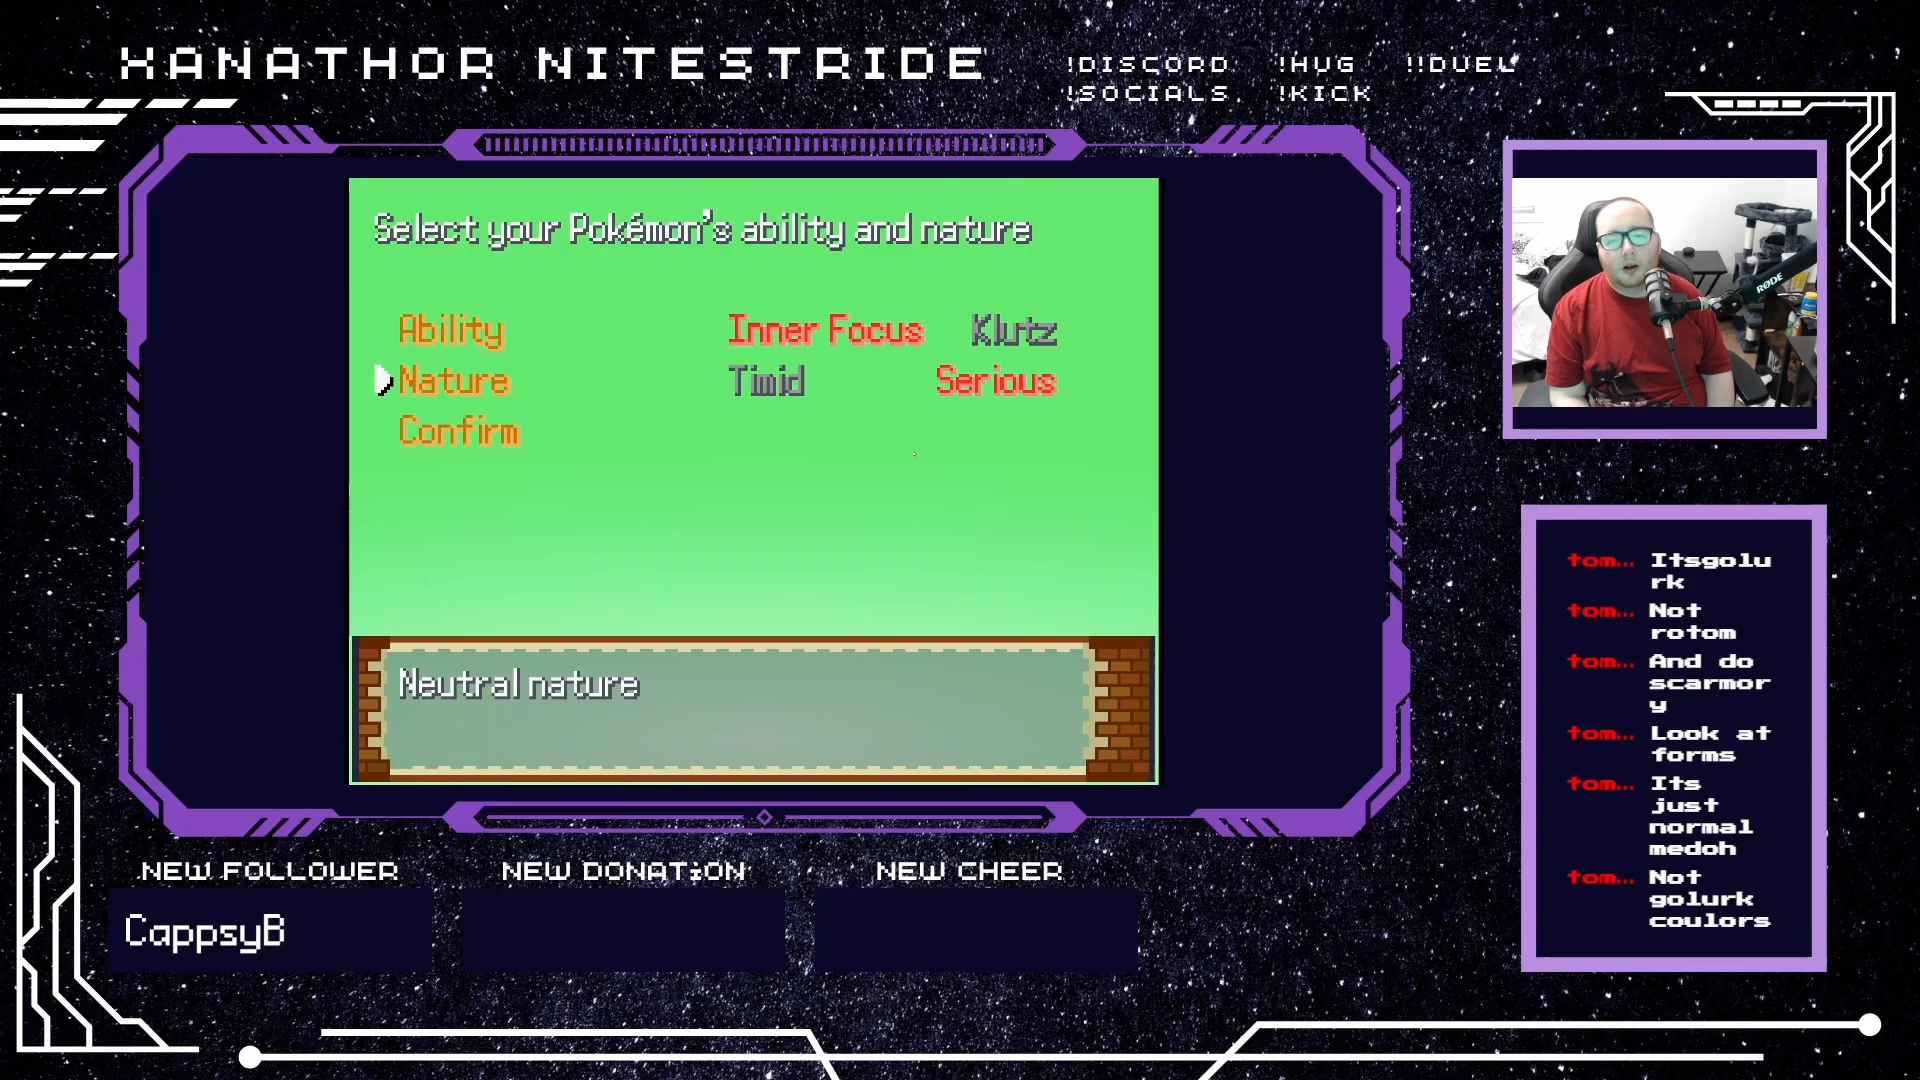 XANATHOR NITESTRIDE
!DISCORD !HUG !!DUEL
!SOCIALS !KICK
Select your Pokémon's ability and nature
Ability Inner Focus Klutz
Nature Timid Serious
Confirm
Neutral nature
RØDE
tom... Itsgolu
rk
tom... Not
rotom
tom... And do
scarmor
y
tom... Look at
forms
tom... Its
just
normal
medoh
tom... Not
golurk
coulors
NEW FOLLOWER NEW DONATION NEW CHEER
CappsyB